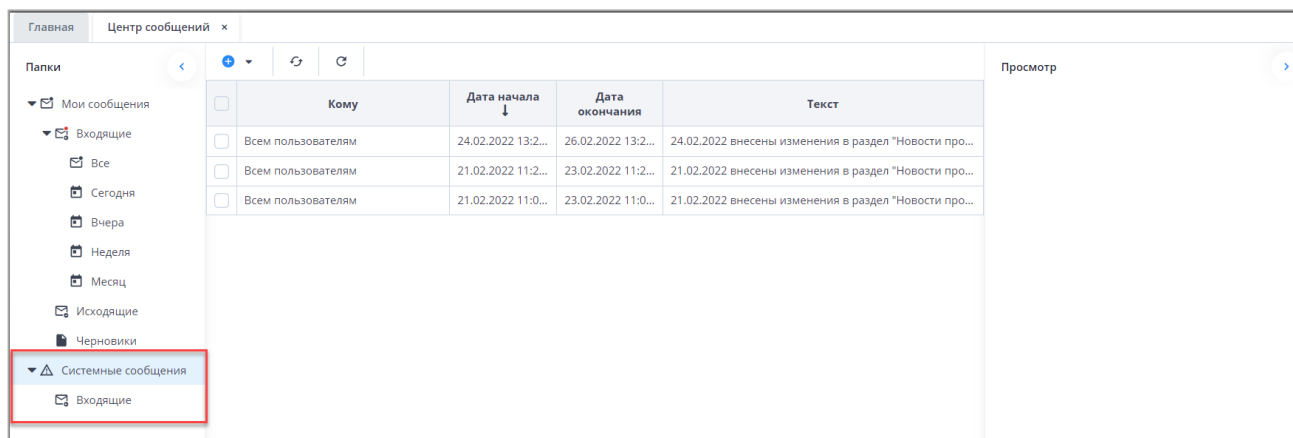 Главная Центр сообщений ×
Папки
Просмотр
Мои сообщения
Входящие
Все
Сегодня
Вчера
Неделя
Месяц
Исходящие
Черновики
Системные сообщения
Входящие
Кому Дата начала Дата окончания Текст
Всем пользователям 24.02.2022 13:2... 26.02.2022 13:2... 24.02.2022 внесены изменения в раздел "Новости про...
Всем пользователям 21.02.2022 11:2... 23.02.2022 11:2... 21.02.2022 внесены изменения в раздел "Новости про...
Всем пользователям 21.02.2022 11:0... 23.02.2022 11:0... 21.02.2022 внесены изменения в раздел "Новости про...